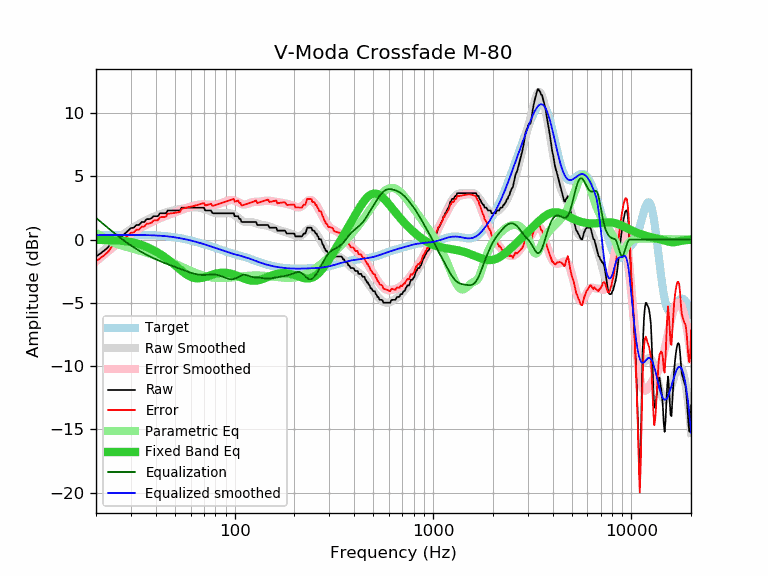 V-Moda Crossfade M-80
10
5
0
−5
−10
−15
−20
Amplitude (dBr)
Target
Raw Smoothed
Error Smoothed
Raw
Error
Parametric Eq
Fixed Band Eq
Equalization
Equalized smoothed
100
1000
10000
Frequency (Hz)